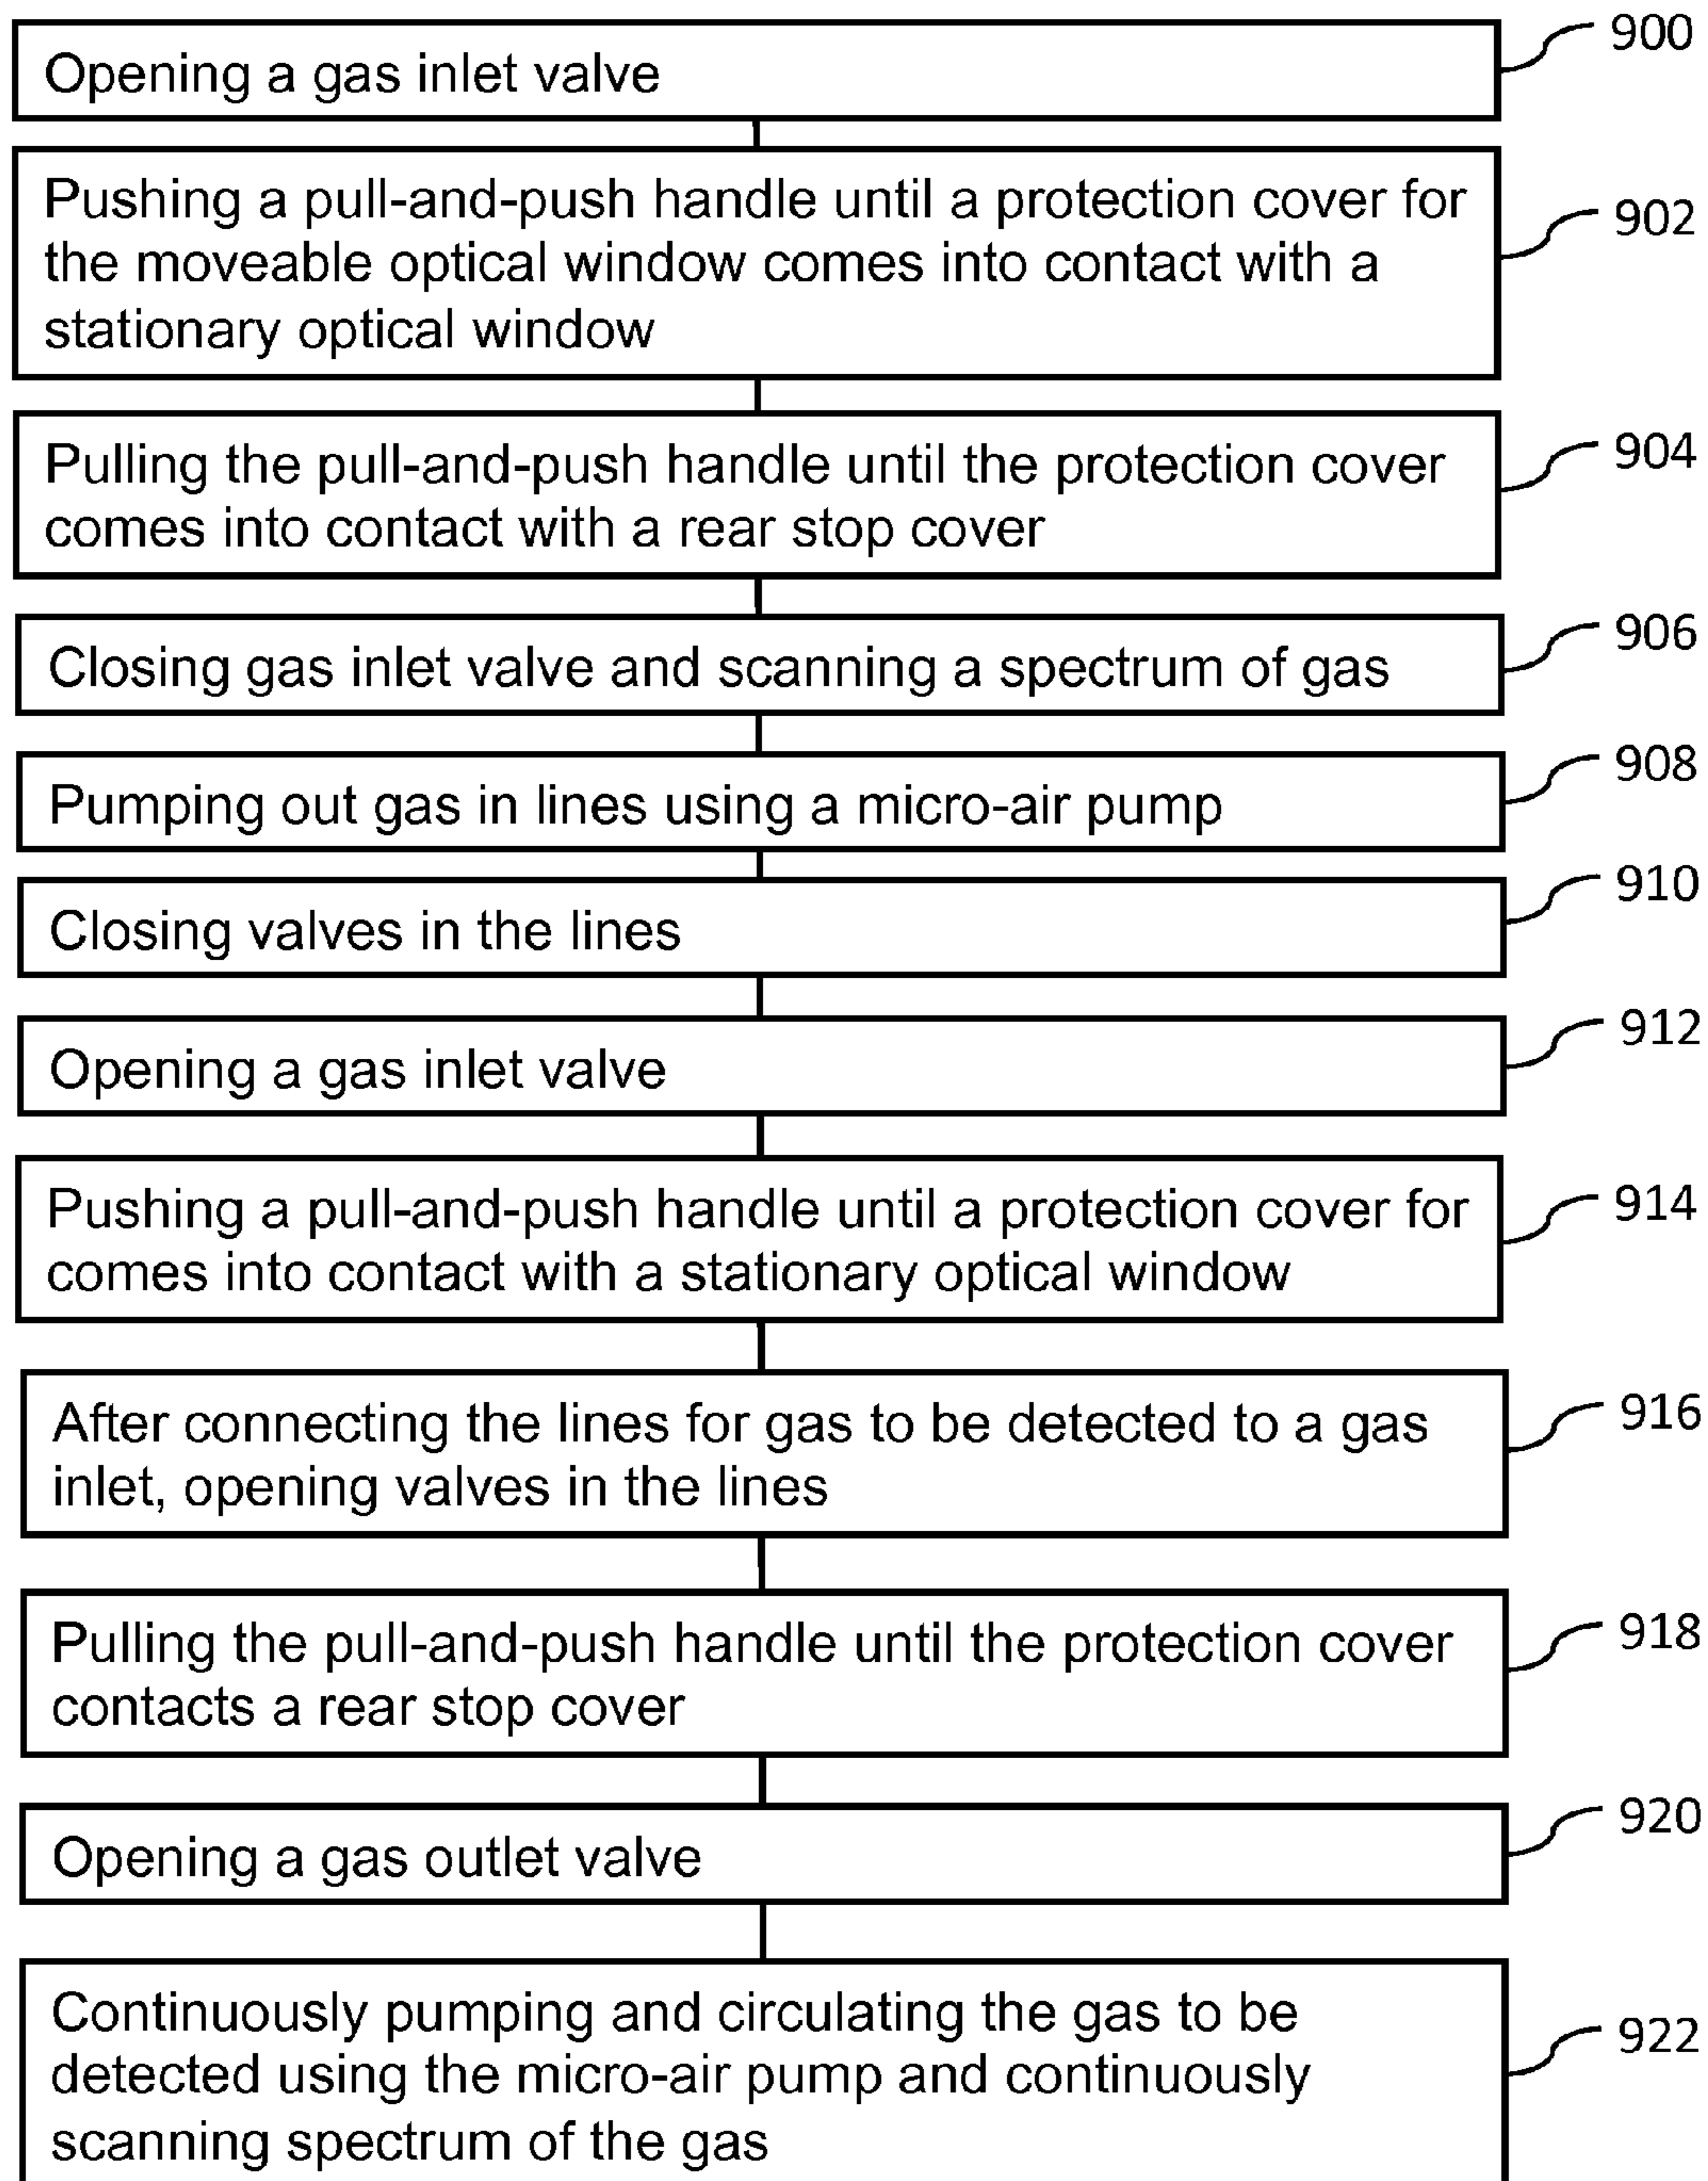 Opening a gas inlet valve
900
Pushing a pull-and-push handle until a protection cover for
the moveable optical window comes into contact with a
stationary optical window
902
Pulling the pull-and-push handle until the protection cover
comes into contact with a rear stop cover
904
Closing gas inlet valve and scanning a spectrum of gas
906
Pumping out gas in lines using a micro-air pump
908
Closing valves in the lines
910
Opening a gas inlet valve
912
Pushing a pull-and-push handle until a protection cover for
comes into contact with a stationary optical window
914
After connecting the lines for gas to be detected to a gas
inlet, opening valves in the lines
916
Pulling the pull-and-push handle until the protection cover
contacts a rear stop cover
918
Opening a gas outlet valve
920
Continuously pumping and circulating the gas to be
detected using the micro-air pump and continuously
scanning spectrum of the gas
922